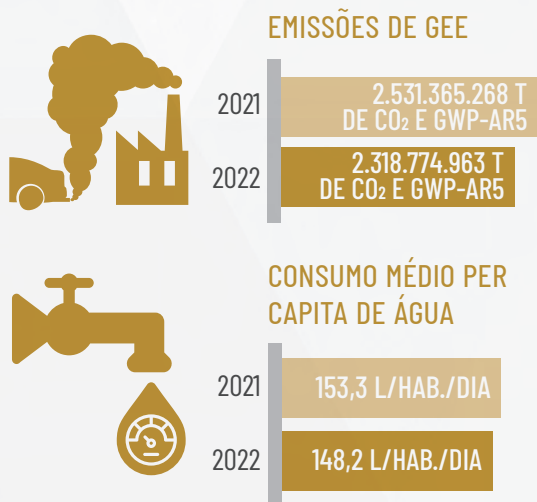 EMISSÕES DE GEE
2021
2.531.365.268 T
DE CO₂ E GWP-AR5
2022
2.318.774.963 T
DE CO₂ E GWP-AR5
CONSUMO MÉDIO PER
CAPITA DE ÁGUA
2021
153,3 L/HAB./DIA
2022
148,2 L/HAB./DIA